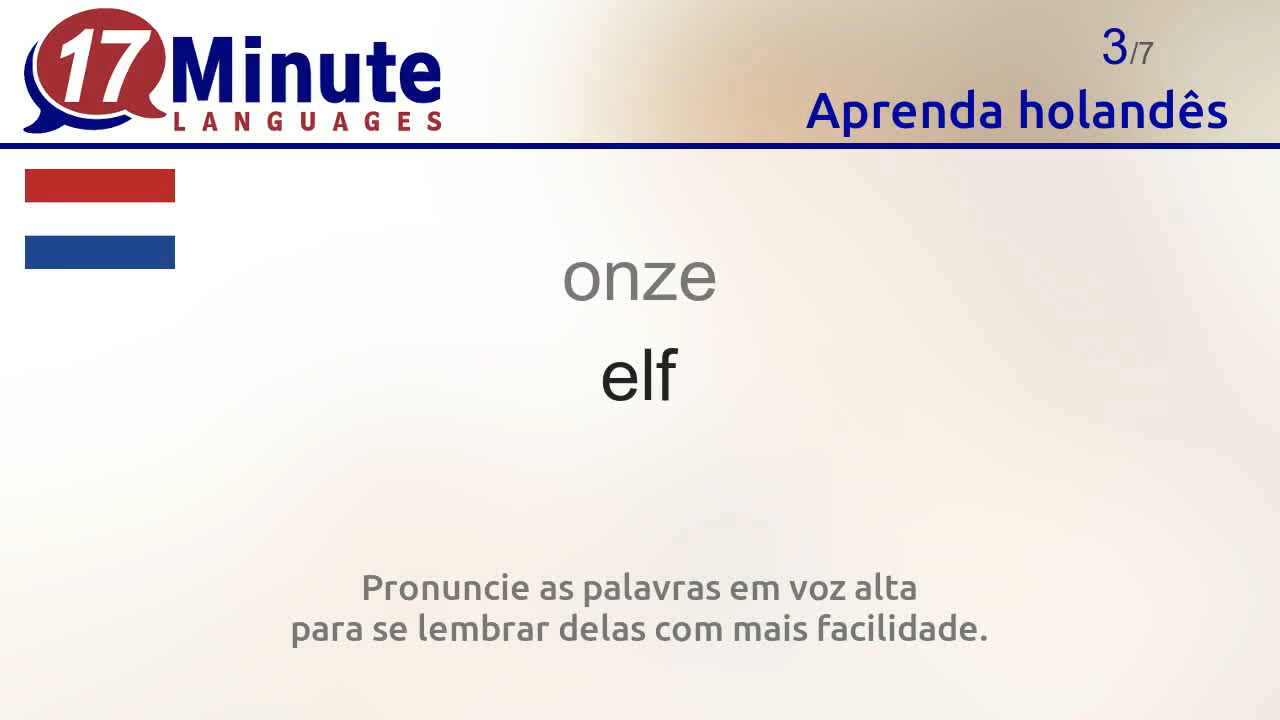 17 Minute
LANGUAGES
3/7
Aprenda holandês
onze
elf
Pronuncie as palavras em voz alta
para se lembrar delas com mais facilidade.